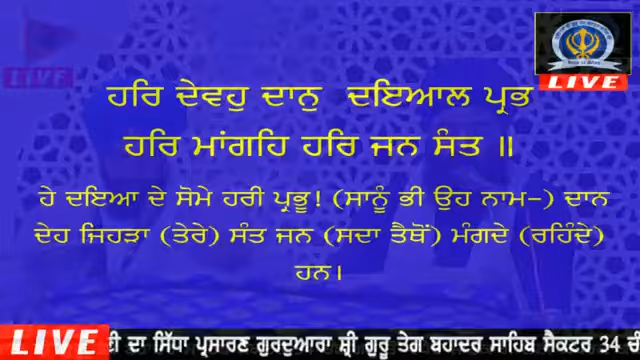 LIVE
LIVE
ਹਰਿ ਦੇਵਹੁ ਦਾਨੁ ਦਇਆਲ ਪ੍ਰਭ
ਹਰਿ ਮਾਂਗਹਿ ਹਰਿ ਜਨ ਸੰਤ ॥
ਹੇ ਦਇਆ ਦੇ ਸੋਮੇ ਹਰੀ ਪ੍ਰਭੂ! (ਸਾਨੂੰ ਭੀ ਉਹ ਨਾਮ-) ਦਾਨ
ਦੇਹ ਜਿਹੜਾ (ਤੇਰੇ) ਸੰਤ ਜਨ (ਸਦਾ ਤੈਥੋਂ) ਮੰਗਦੇ (ਰਹਿੰਦੇ)
ਹਨ।
LIVE ਦਾ ਸਿੱਧਾ ਪ੍ਰਸਾਰਣ ਗੁਰਦੁਆਰਾ ਸ਼੍ਰੀ ਗੁਰੂ ਤੇਗ ਬਹਾਦਰ ਸਾਹਿਬ ਸੈਕਟਰ 34